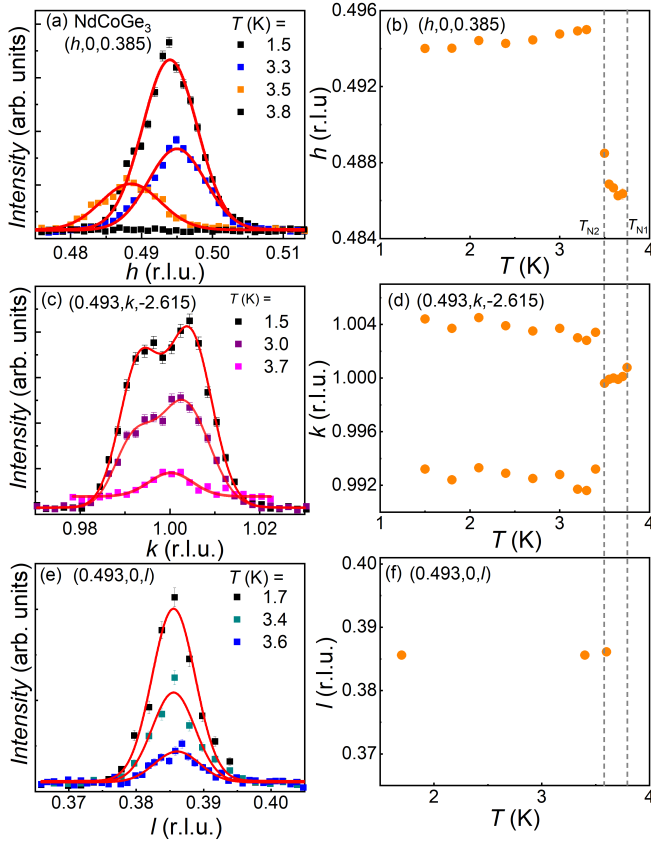 (a) NdCoGe3
(h,0,0.385)
T (K) =
1.5
3.3
3.5
3.8
Intensity (arb. units)
0.48 0.49 0.50 0.51
h (r.l.u.)
(b) (h,0,0.385)
0.496
0.492
0.488
0.484
h (r.l.u)
TN2
TN1
1 2 3 4
T (K)
(c) (0.493,k,-2.615)
T (K) =
1.5
3.0
3.7
Intensity (arb. units)
0.98 1.00 1.02
k (r.l.u.)
(d) (0.493,k,-2.615)
1.004
1.000
0.996
0.992
k (r.l.u.)
1 2 3 4
T (K)
(e) (0.493,0,l)
T (K) =
1.7
3.4
3.6
Intensity (arb. units)
0.37 0.38 0.39 0.40
l (r.l.u.)
(f) (0.493,0,l)
0.40
0.39
0.38
0.37
l (r.l.u.)
2 3 4
T (K)